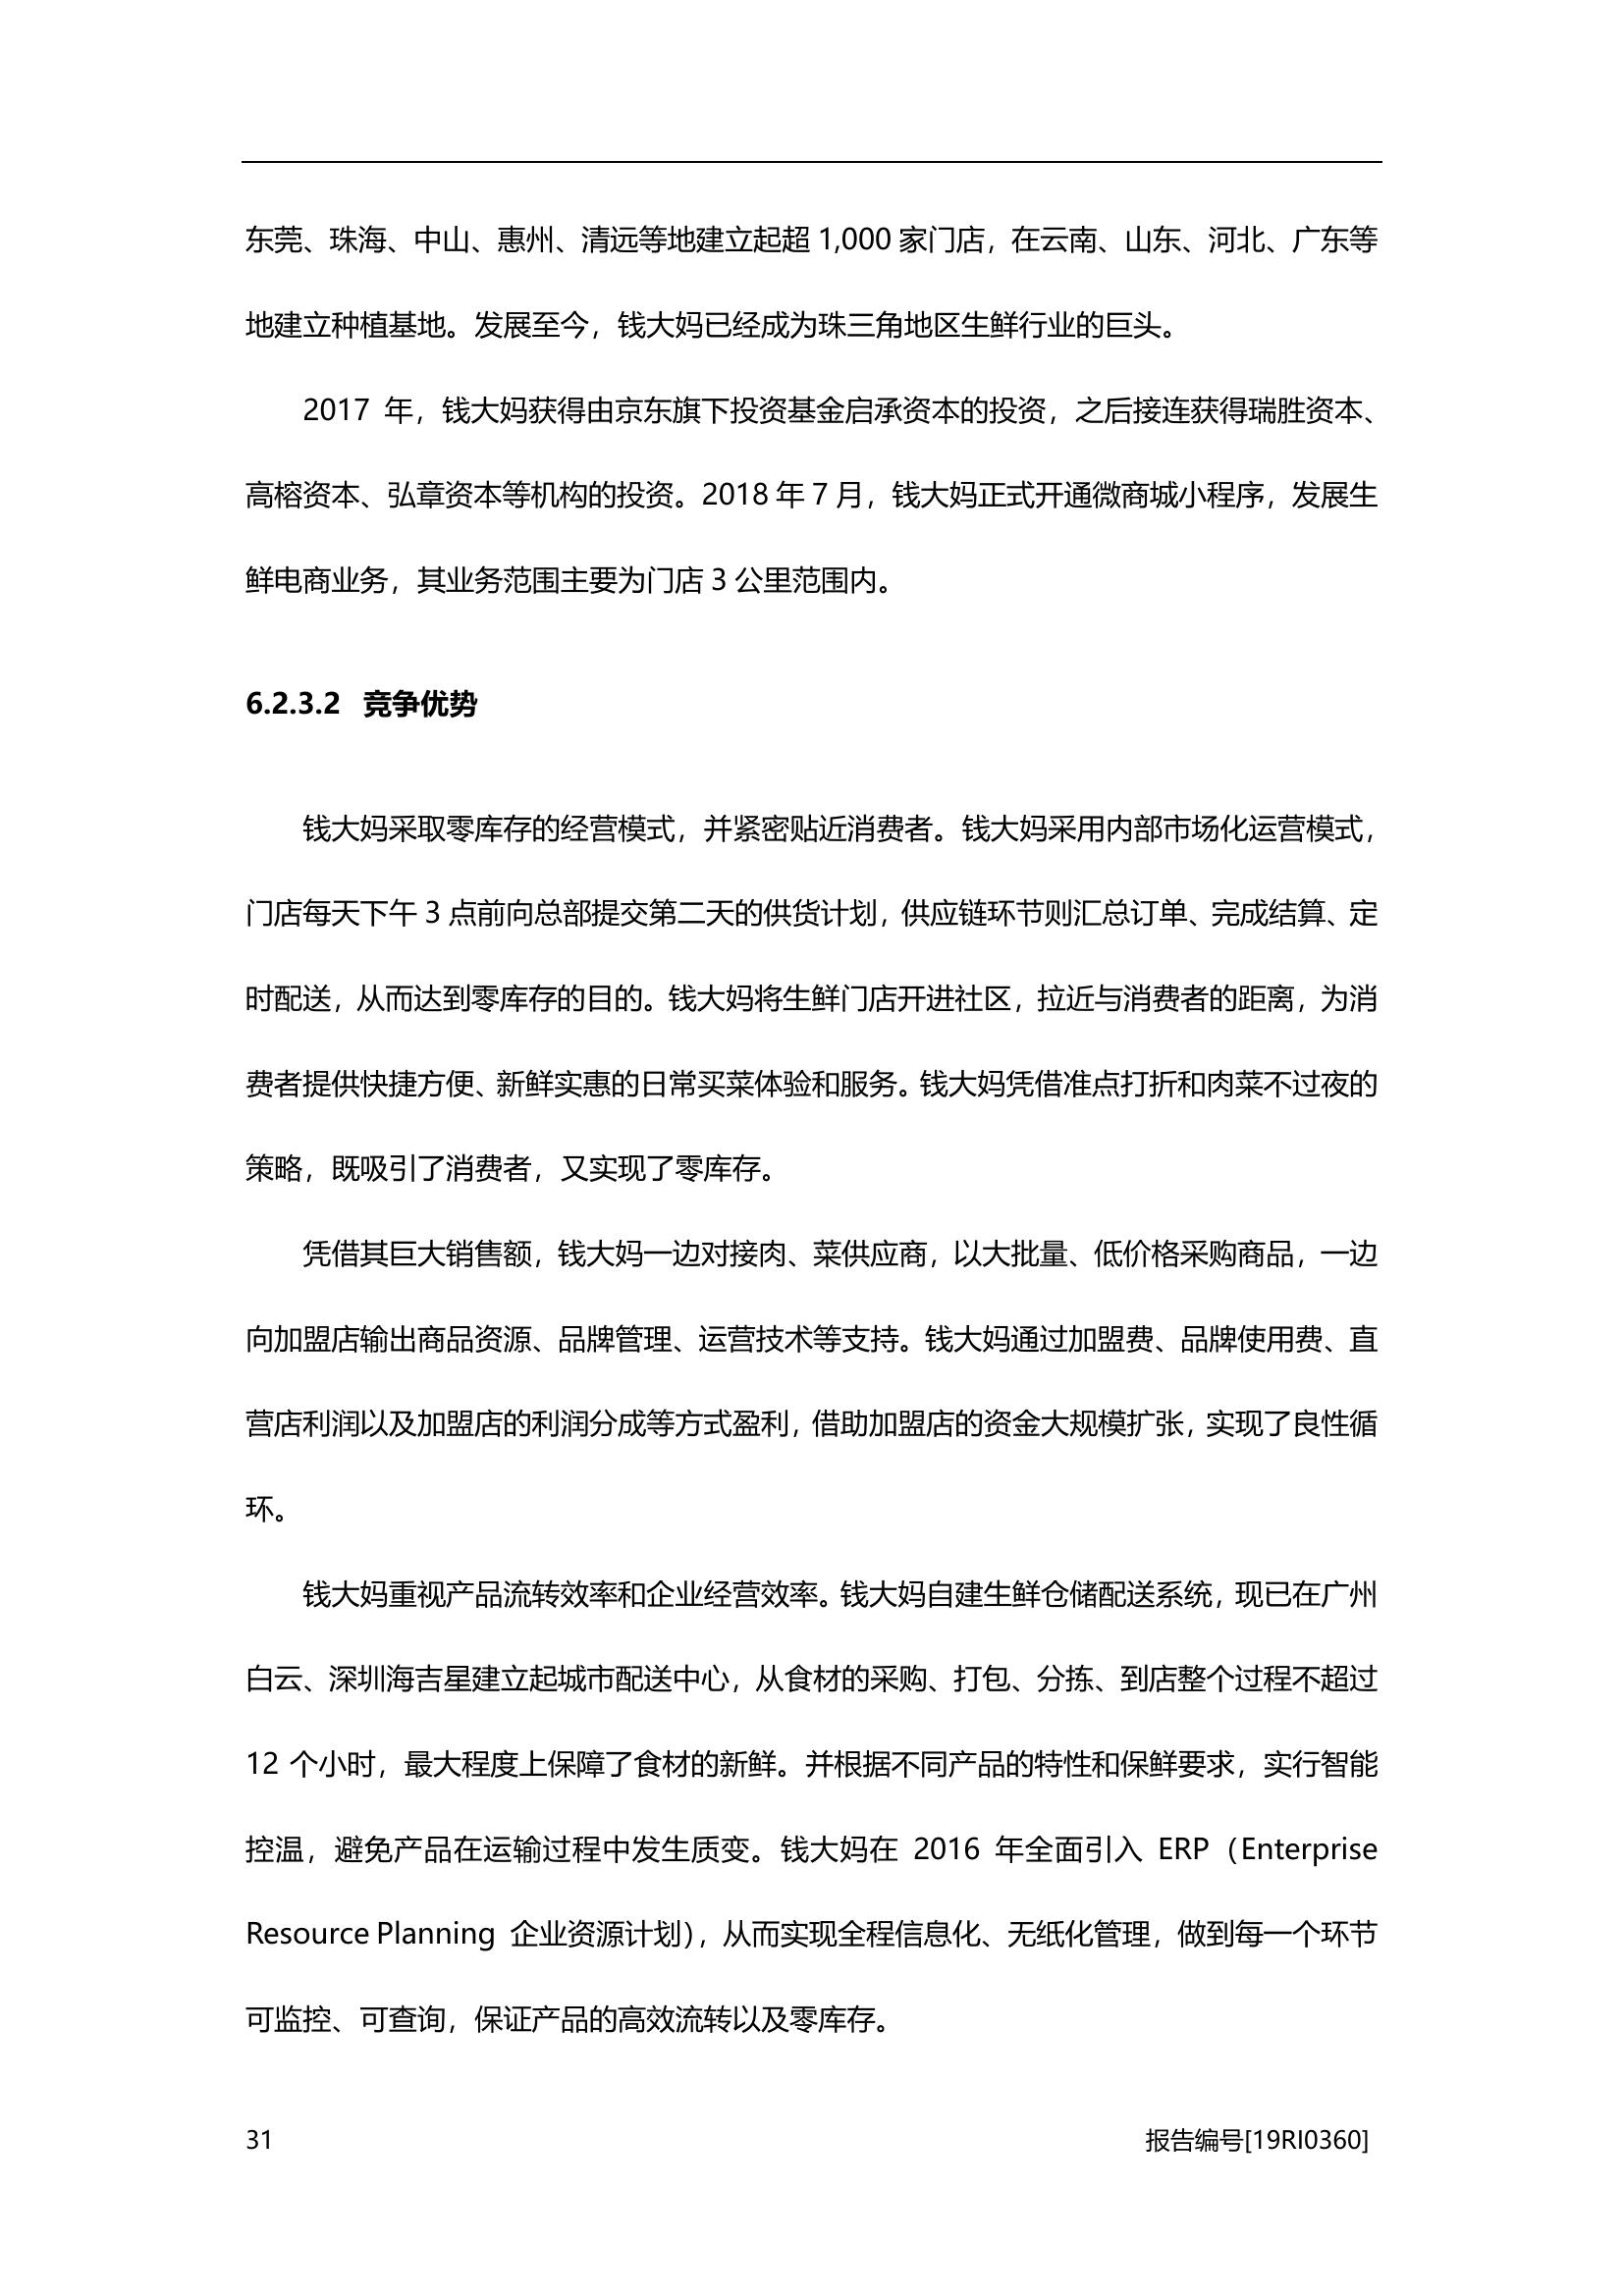 东莞、珠海、中山、惠州、清远等地建立起超 1,000 家门店，在云南、山东、河北、广东等
地建立种植基地。发展至今，钱大妈已经成为珠三角地区生鲜行业的巨头。
2017 年，钱大妈获得由京东旗下投资基金启承资本的投资，之后接连获得瑞胜资本、
高榕资本、弘章资本等机构的投资。2018 年 7 月，钱大妈正式开通微商城小程序，发展生
鲜电商业务，其业务范围主要为门店 3 公里范围内。
6.2.3.2 竞争优势
钱大妈采取零库存的经营模式，并紧密贴近消费者。钱大妈采用内部市场化运营模式，
门店每天下午 3 点前向总部提交第二天的供货计划，供应链环节则汇总订单、完成结算、定
时配送，从而达到零库存的目的。钱大妈将生鲜门店开进社区，拉近与消费者的距离，为消
费者提供快捷方便、新鲜实惠的日常买菜体验和服务。钱大妈凭借准点打折和肉菜不过夜的
策略，既吸引了消费者，又实现了零库存。
凭借其巨大销售额，钱大妈一边对接肉、菜供应商，以大批量、低价格采购商品，一边
向加盟店输出商品资源、品牌管理、运营技术等支持。钱大妈通过加盟费、品牌使用费、直
营店利润以及加盟店的利润分成等方式盈利，借助加盟店的资金大规模扩张，实现了良性循
环。
钱大妈重视产品流转效率和企业经营效率。钱大妈自建生鲜仓储配送系统，现已在广州
白云、深圳海吉星建立起城市配送中心，从食材的采购、打包、分拣、到店整个过程不超过
12 个小时，最大程度上保障了食材的新鲜。并根据不同产品的特性和保鲜要求，实行智能
控温，避免产品在运输过程中发生质变。钱大妈在 2016 年全面引入 ERP（Enterprise
Resource Planning 企业资源计划），从而实现全程信息化、无纸化管理，做到每一个环节
可监控、可查询，保证产品的高效流转以及零库存。
31 报告编号[19RI0360]